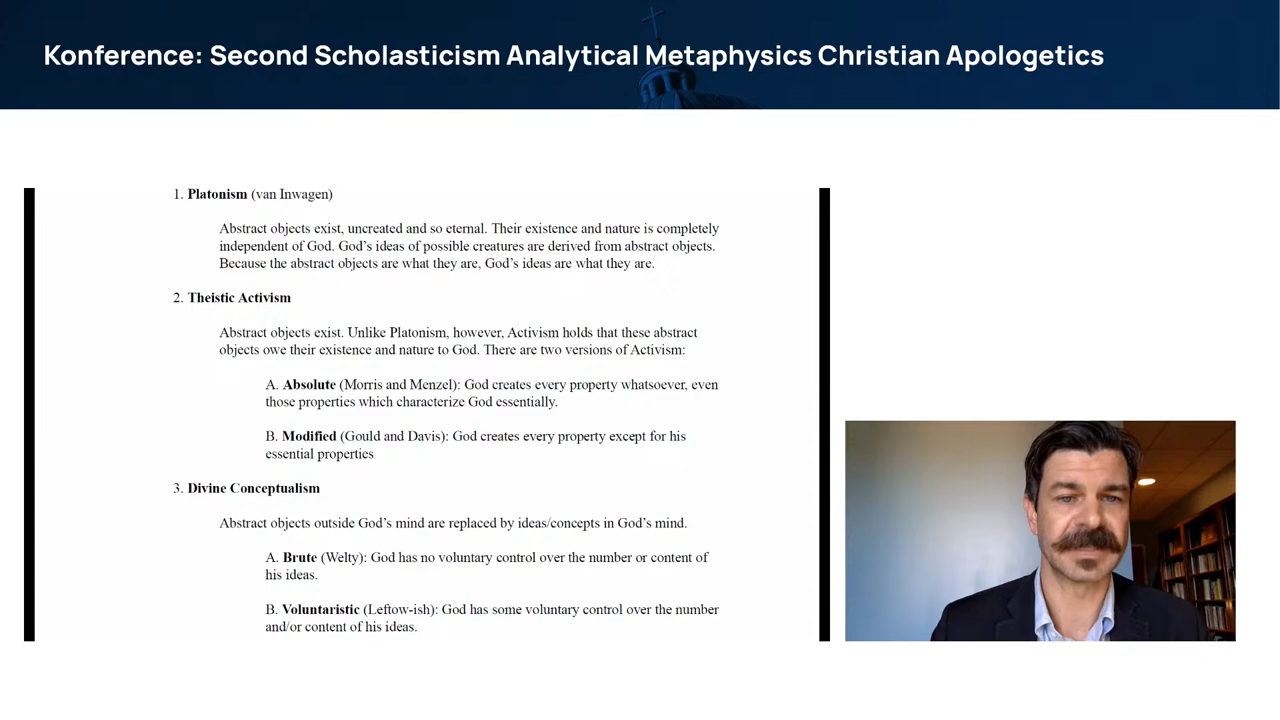 Konference: Second Scholasticism Analytical Metaphysics Christian Apologetics
1. Platonism (van Inwagen)
Abstract objects exist, uncreated and so eternal. Their existence and nature is completely
independent of God. God's ideas of possible creatures are derived from abstract objects.
Because the abstract objects are what they are, God's ideas are what they are.
2. Theistic Activism
Abstract objects exist. Unlike Platonism, however, Activism holds that these abstract
objects owe their existence and nature to God. There are two versions of Activism:
A. Absolute (Morris and Menzel): God creates every property whatsoever, even
those properties which characterize God essentially.
B. Modified (Gould and Davis): God creates every property except for his
essential properties
3. Divine Conceptualism
Abstract objects outside God's mind are replaced by ideas/concepts in God's mind.
A. Brute (Welty): God has no voluntary control over the number or content of
his ideas.
B. Voluntaristic (Leftow-ish): God has some voluntary control over the number
and/or content of his ideas.